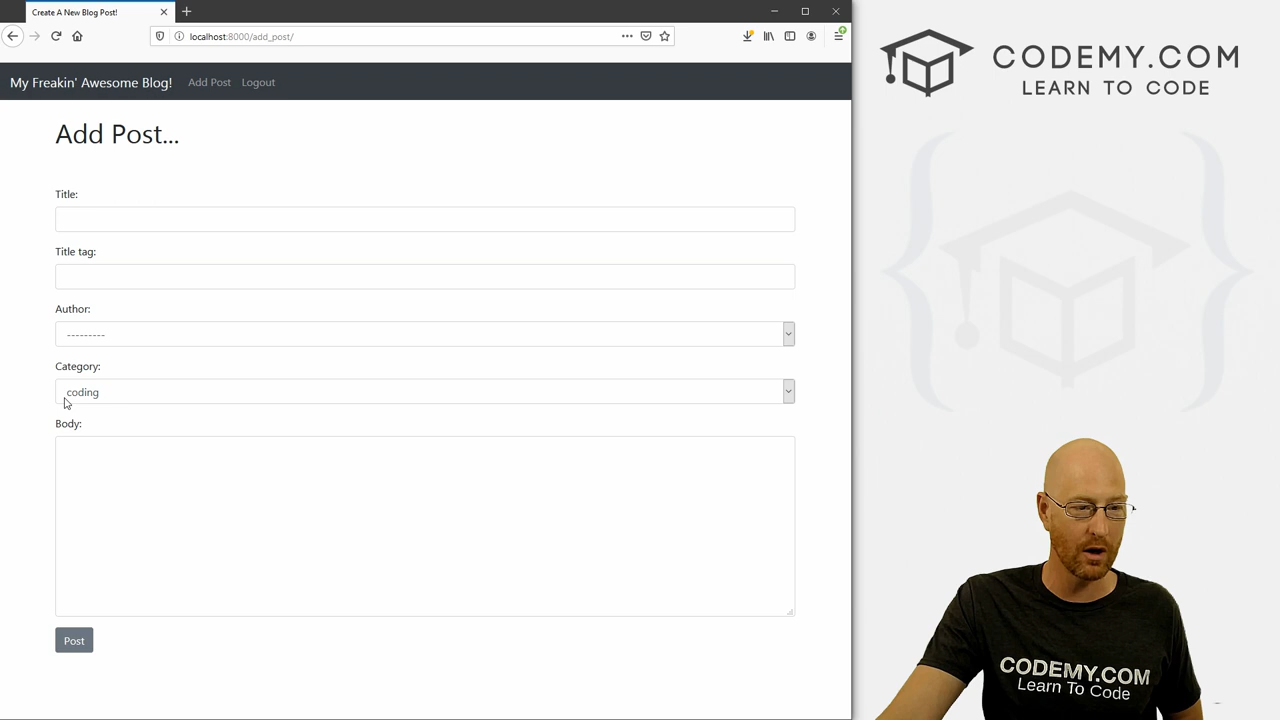 Create A New Blog Post!
localhost:8000/add_post/
My Freakin' Awesome Blog! Add Post Logout
Add Post...
Title:
Title tag:
Author:
---------
Category:
coding
Body:
Post
CODEMY.COM
LEARN TO CODE
CODEMY.COM
Learn To Code